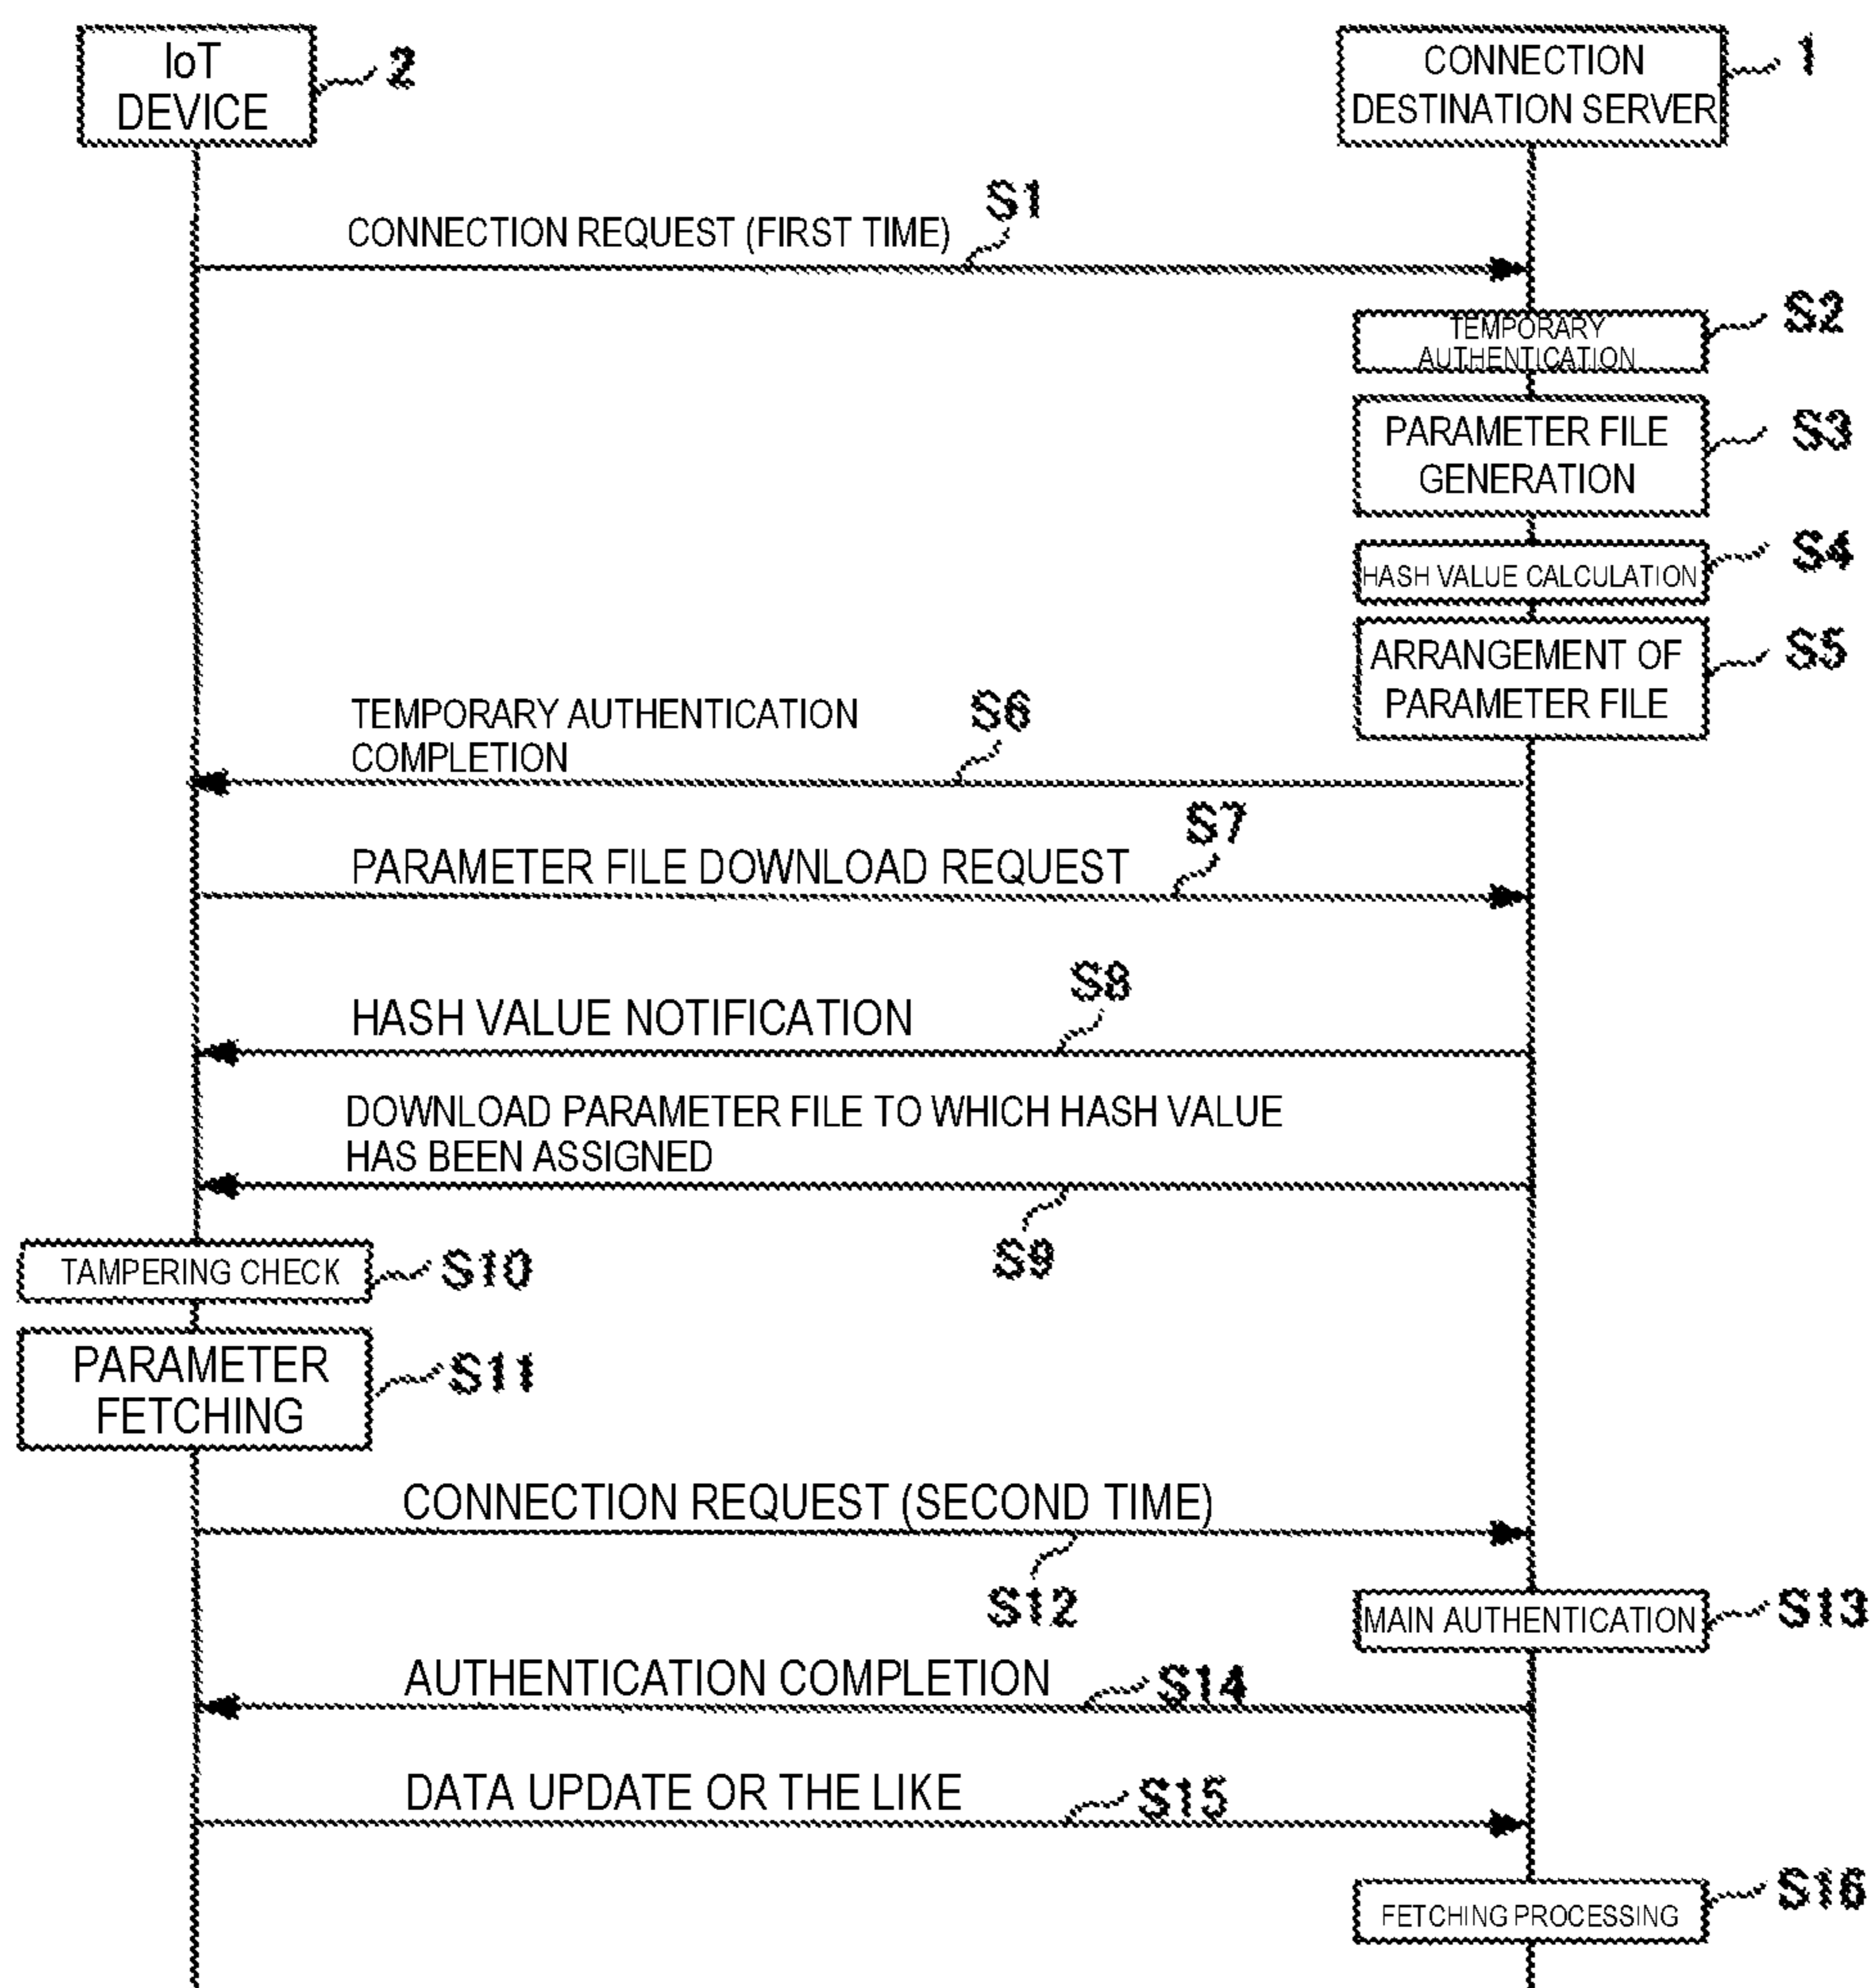 IoT
DEVICE
2
CONNECTION
DESTINATION SERVER
1
CONNECTION REQUEST (FIRST TIME)
S1
TEMPORARY
AUTHENTICATION
S2
PARAMETER FILE
GENERATION
S3
HASH VALUE CALCULATION
S4
ARRANGEMENT OF
PARAMETER FILE
S5
TEMPORARY AUTHENTICATION
COMPLETION
S6
PARAMETER FILE DOWNLOAD REQUEST
S7
HASH VALUE NOTIFICATION
S8
DOWNLOAD PARAMETER FILE TO WHICH HASH VALUE
HAS BEEN ASSIGNED
S9
TAMPERING CHECK
S10
PARAMETER
FETCHING
S11
CONNECTION REQUEST (SECOND TIME)
S12
MAIN AUTHENTICATION
S13
AUTHENTICATION COMPLETION
S14
DATA UPDATE OR THE LIKE
S15
FETCHING PROCESSING
S16